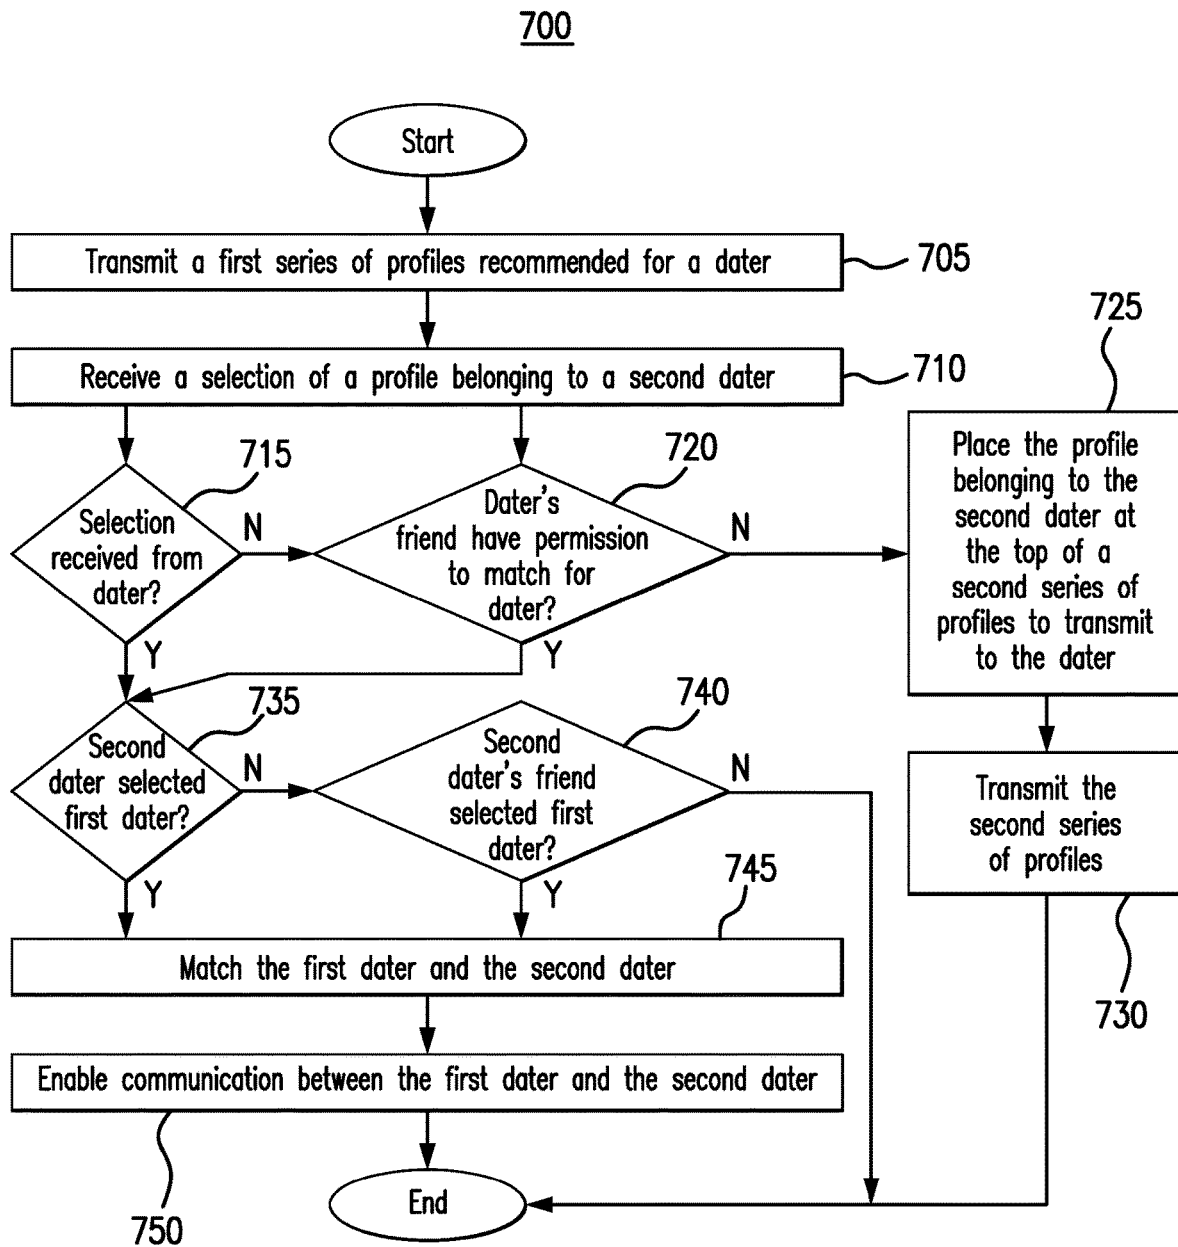 700
Start
Transmit a first series of profiles recommended for a dater
705
Receive a selection of a profile belonging to a second dater
710
725
715
720
Selection
received from
dater?
N
Dater's
friend have permission
to match for
dater?
N
Place the profile
belonging to the
second dater at
the top of a
second series of
profiles to transmit
to the dater
Y
Y
735
740
Second
dater selected
first dater?
N
Second
dater's friend
selected first
dater?
N
Transmit the
second series
of profiles
Y
Y
745
730
Match the first dater and the second dater
Enable communication between the first dater and the second dater
750
End